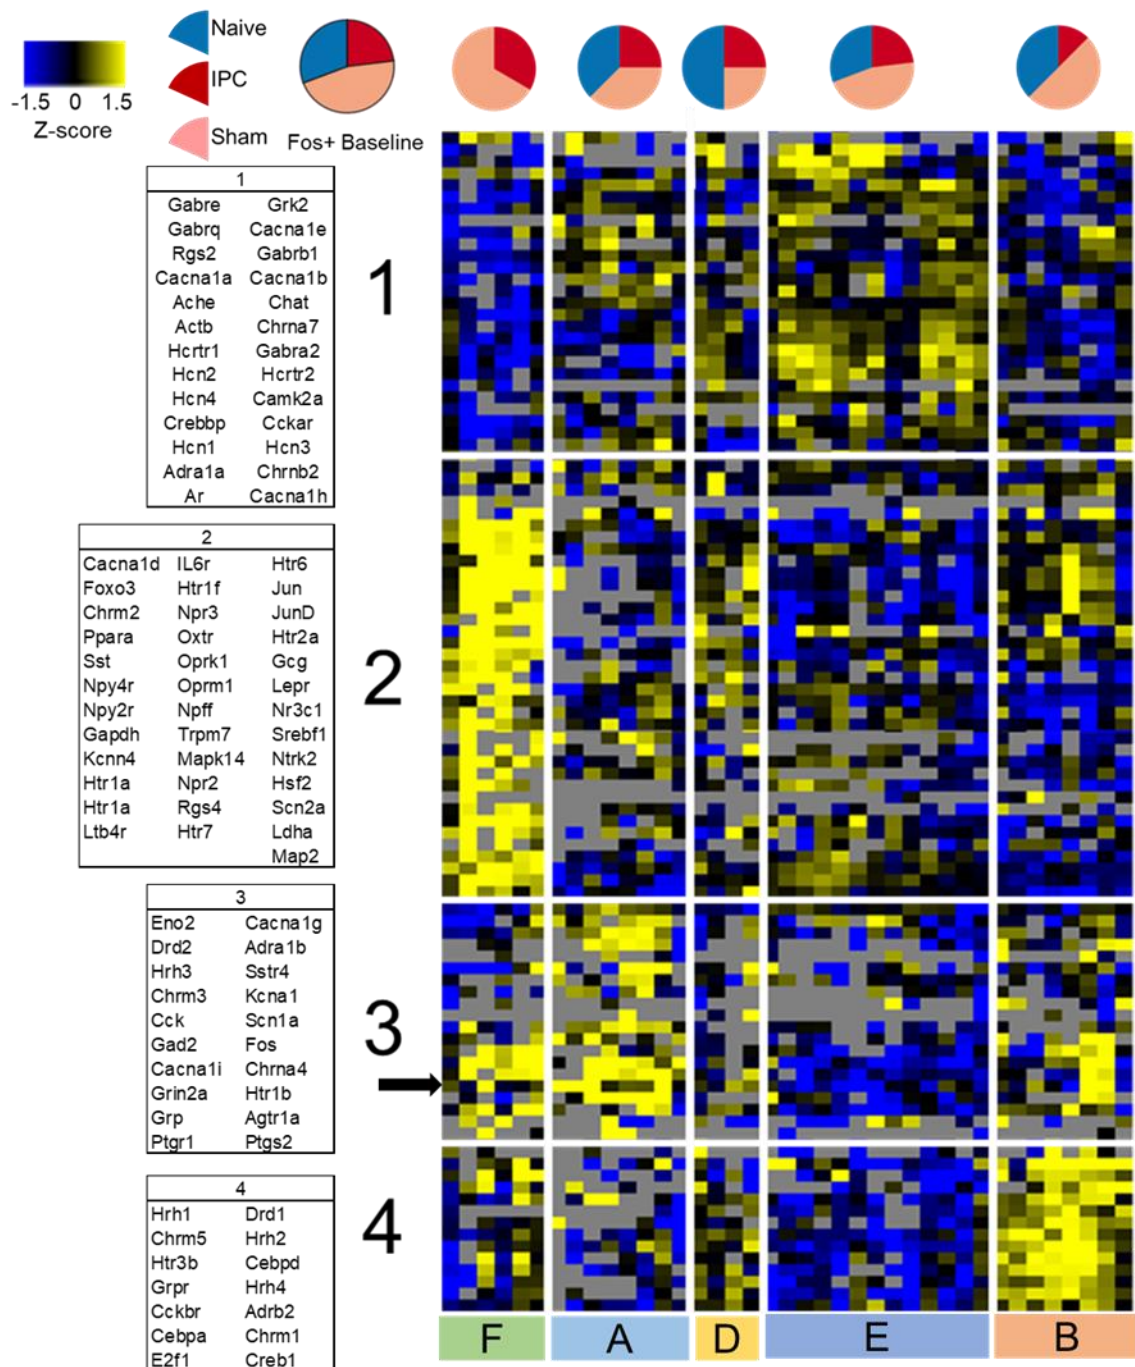 Naive
IPC
Sham
-1.5 0 1.5
Z-score
Fos+ Baseline
1
Gabre Grk2
Gabrq Cacna1e
Rgs2 Gabrb1
Cacna1a Cacna1b
Ache Chat
Actb Chrna7
Hcrtr1 Gabra2
Hcn2 Hcrtr2
Hcn4 Camk2a
Crebbp Cckar
Hcn1 Hcn3
Adra1a Chrnb2
Ar Cacna1h
1
2
Cacna1d IL6r Htr6
Foxo3 Htr1f Jun
Chrm2 Npr3 JunD
Ppara Oxtr Htr2a
Sst Oprk1 Gcg
Npy4r Oprm1 Lepr
Npy2r Npff Nr3c1
Gapdh Trpm7 Srebf1
Kcnn4 Mapk14 Ntrk2
Htr1a Npr2 Hsf2
Htr1a Rgs4 Scn2a
Ltb4r Htr7 Ldha
Map2
2
3
Eno2 Cacna1g
Drd2 Adra1b
Hrh3 Sstr4
Chrm3 Kcna1
Cck Scn1a
Gad2 Fos
Cacna1i Chrna4
Grin2a Htr1b
Grp Agtr1a
Ptgr1 Ptgs2
3
4
Hrh1 Drd1
Chrm5 Hrh2
Htr3b Cebpd
Grpr Hrh4
Cckbr Adrb2
Cebpa Chrm1
E2f1 Creb1
4
F A D E B